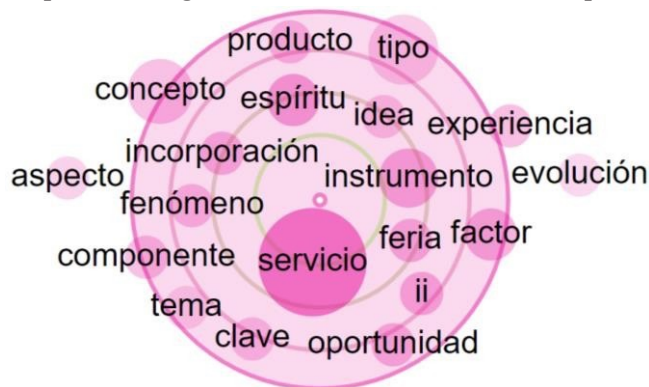 producto
tipo
concepto
espíritu
idea
experiencia
incorporación
aspecto
instrumento
evolución
fenómeno
feria
factor
componente
servicio
ii
tema
clave
oportunidad